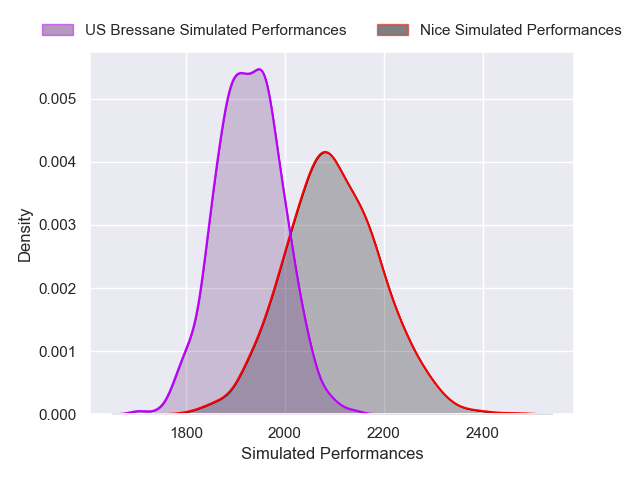 US Bressane Simulated Performances
Nice Simulated Performances
Density
0.005
0.004
0.003
0.002
0.001
0.000
1800
2000
2200
2400
Simulated Performances